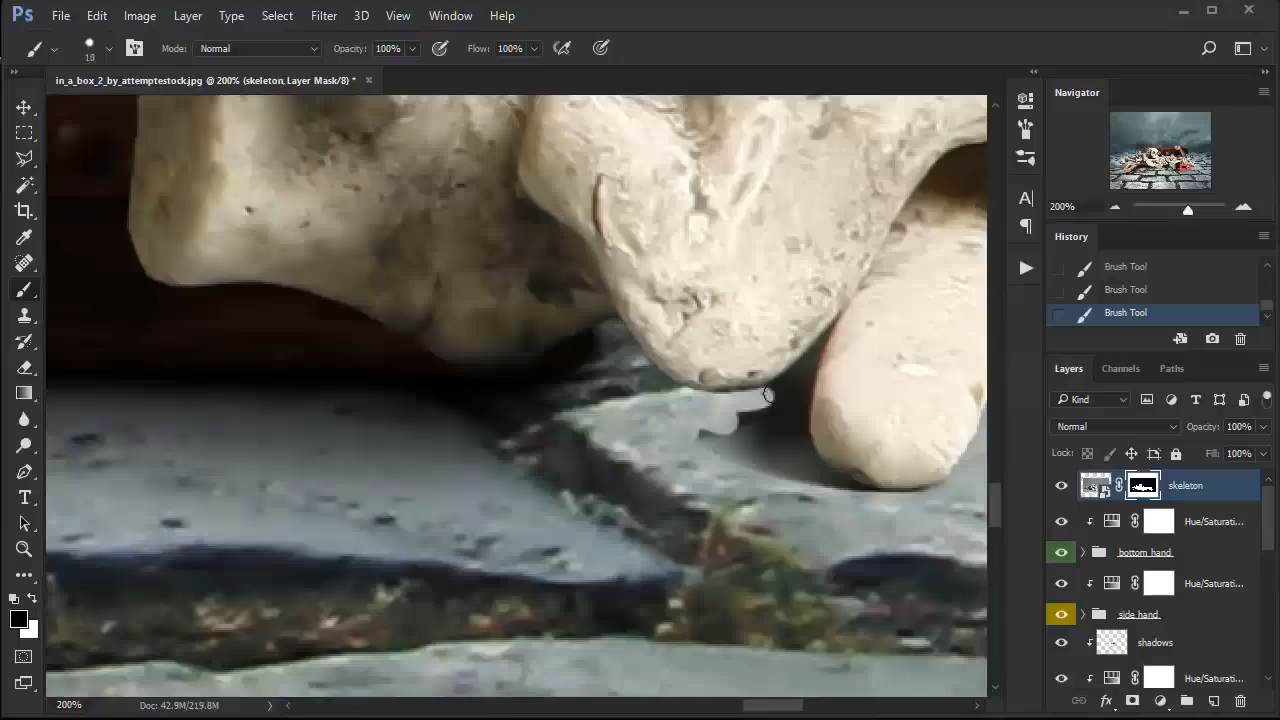 Ps File Edit Image Layer Type Select Filter 3D View Window Help
10 Mode: Normal Opacity: 100% Flow: 100%
in_a_box_2_by_attemptestock.jpg @ 200% (skeleton, Layer Mask/8) *
Navigator
200%
History
Brush Tool
Brush Tool
Brush Tool
Layers Channels Paths
Kind
Normal Opacity: 100%
Lock: Fill: 100%
skeleton
Hue/Saturati...
bottom hand
Hue/Saturati...
side hand
shadows
Hue/Saturati...
200% Doc: 42.9M/219.8M